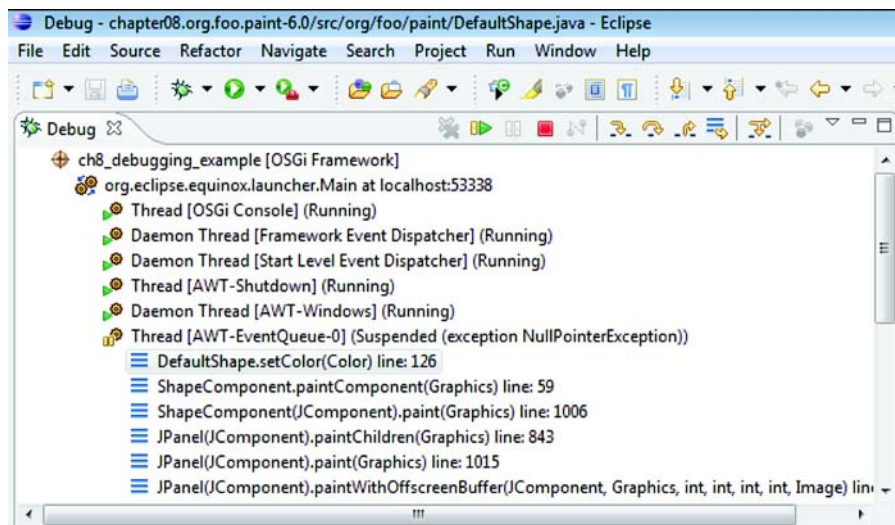 Debug - chapter08.org.foo.paint-6.0/src/org/foo/paint/DefaultShape.java - Eclipse
File Edit Source Refactor Navigate Search Project Run Window Help
Debug
ch8_debugging_example [OSGi Framework]
org.eclipse.equinox.launcher.Main at localhost:53338
Thread [OSGi Console] (Running)
Daemon Thread [Framework Event Dispatcher] (Running)
Daemon Thread [Start Level Event Dispatcher] (Running)
Thread [AWT-Shutdown] (Running)
Daemon Thread [AWT-Windows] (Running)
Thread [AWT-EventQueue-0] (Suspended (exception NullPointerException))
DefaultShape.setColor(Color) line: 126
ShapeComponent.paintComponent(Graphics) line: 59
ShapeComponent(JComponent).paint(Graphics) line: 1006
JPanel(JComponent).paintChildren(Graphics) line: 843
JPanel(JComponent).paint(Graphics) line: 1015
JPanel(JComponent).paintWithOffscreenBuffer(JComponent, Graphics, int, int, int, int, Image)